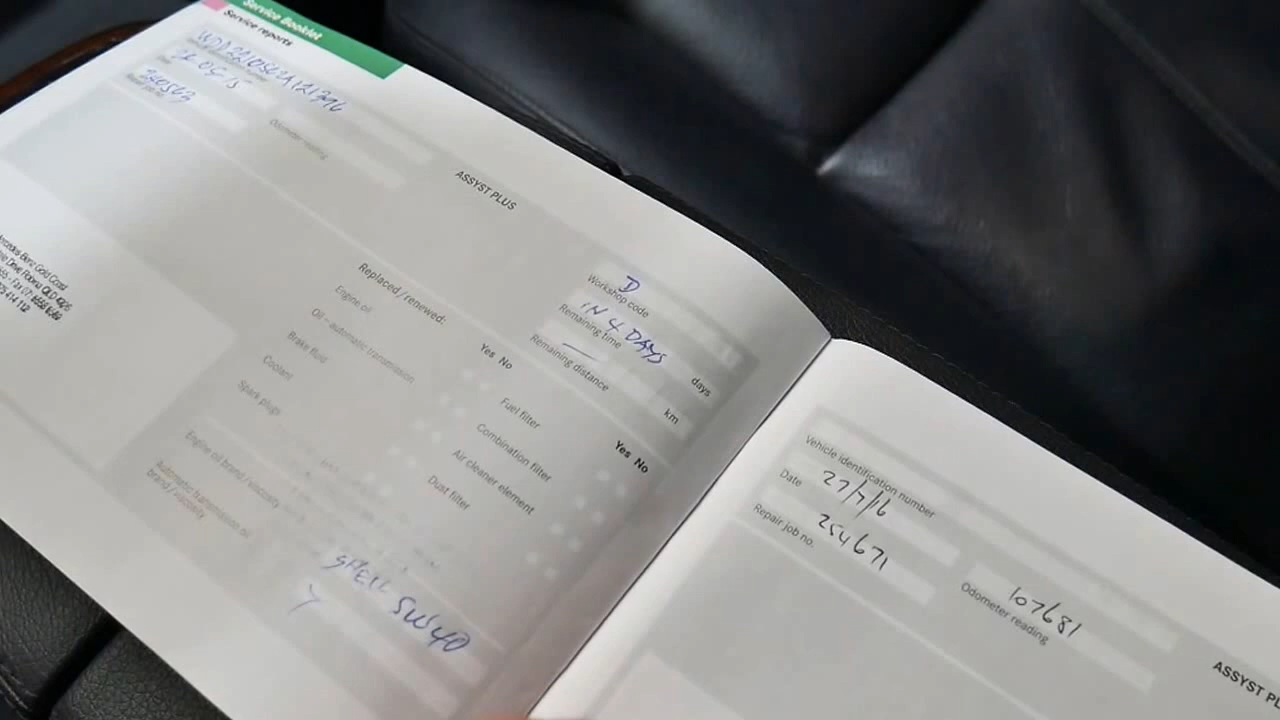 Service Booklet
Service reports
Odometer reading
ASSYST PLUS
D
Workshop code
IN 4 DAYS
Remaining time
days
Remaining distance
km
Replaced / renewed:
Yes No
Engine oil
Oil – automatic transmission
Brake fluid
Coolant
Spark plugs
Fuel filter
Yes No
Combination filter
Air cleaner element
Dust filter
Engine oil brand / viscosity
Automatic transmission oil
brand / viscosity
SHELL 5W40
Vehicle identification number
Date 27/7/16
Repair job no. 254671
Odometer reading 107681
ASSYST